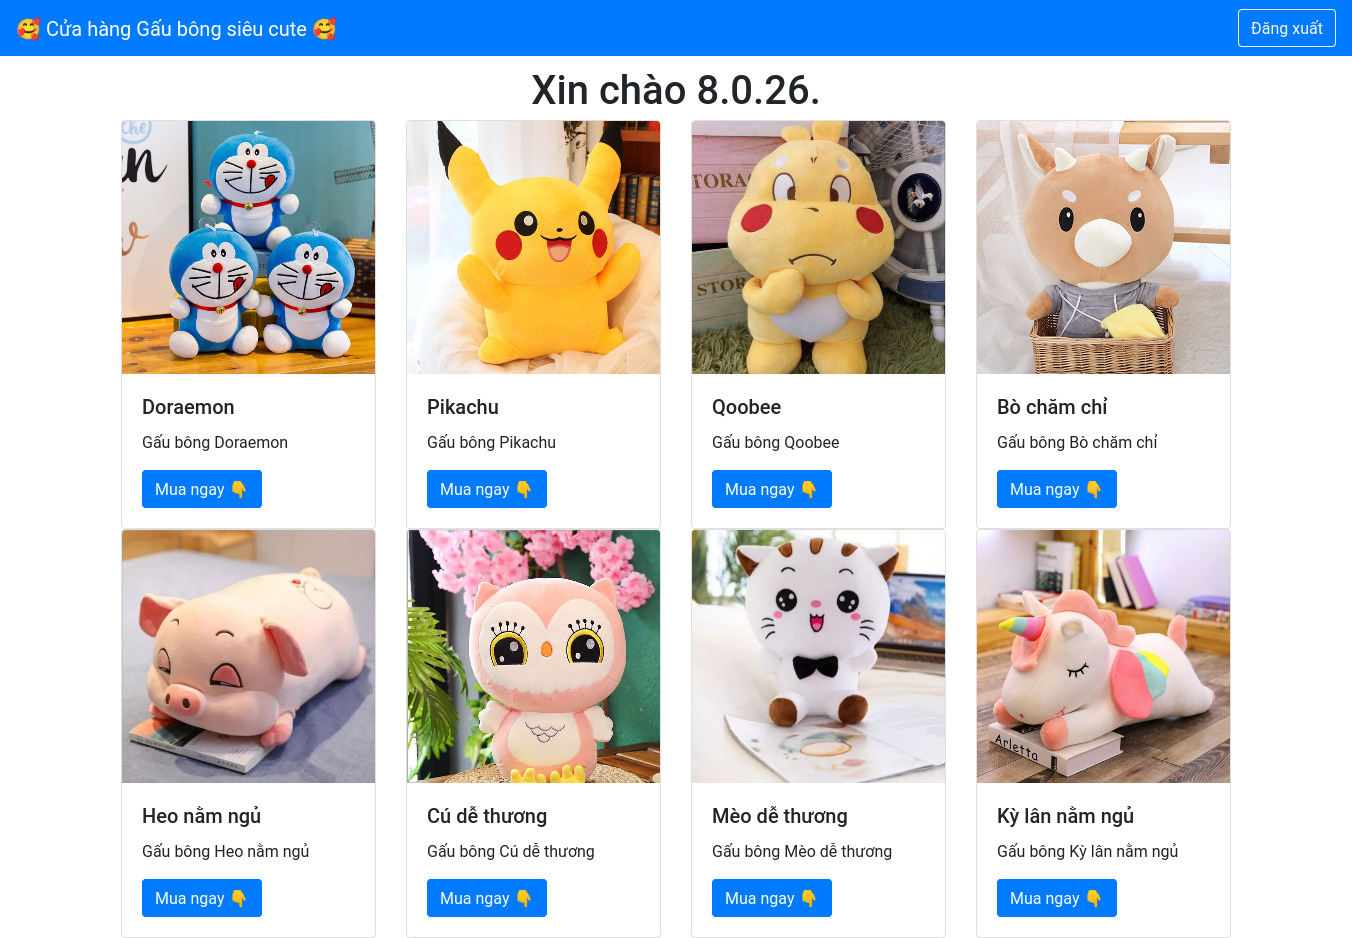 🥰 Cửa hàng Gấu bông siêu cute 🥰
Đăng xuất
Xin chào 8.0.26.
Doraemon
Gấu bông Doraemon
Mua ngay 👇
Pikachu
Gấu bông Pikachu
Mua ngay 👇
TORA
STOR
Qoobee
Gấu bông Qoobee
Mua ngay 👇
Bò chăm chỉ
Gấu bông Bò chăm chỉ
Mua ngay 👇
Heo nằm ngủ
Gấu bông Heo nằm ngủ
Mua ngay 👇
Cú dễ thương
Gấu bông Cú dễ thương
Mua ngay 👇
Mèo dễ thương
Gấu bông Mèo dễ thương
Mua ngay 👇
Arletta
Kỳ lân nằm ngủ
Gấu bông Kỳ lân nằm ngủ
Mua ngay 👇